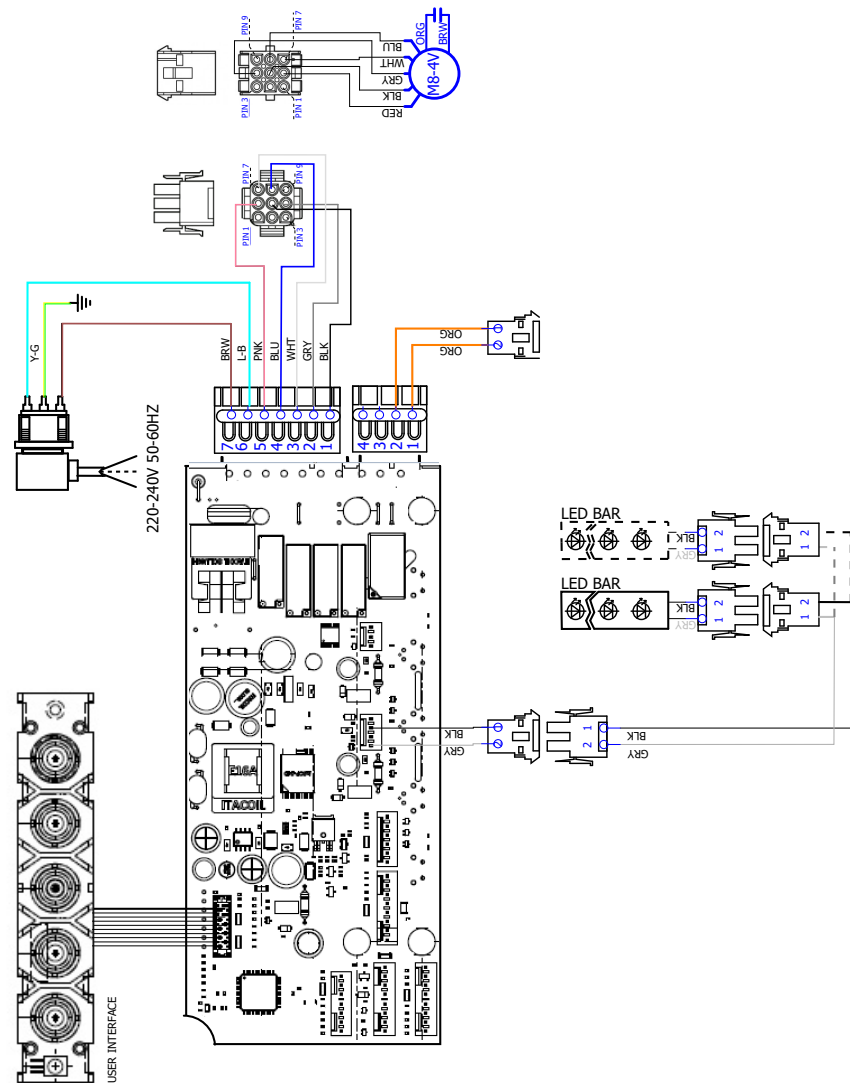 PIN 9
PIN 7
ORG
BRW
BLU
WHT
GRY
BLK
RED
M8-4V
PIN 3
PIN 1
PIN 7
PIN 9
PIN 1
PIN 3
Y-G
BRW
L-B
PNK
BLU
WHT
GRY
BLK
ORG
ORG
7
6
5
4
3
2
1
4
3
2
1
220-240V 50-60HZ
LED BAR
BLK
GRY
2
1
2
1
LED BAR
BLK
GRY
2
1
2
1
BLK
GRY
1
2
BLK
GRY
E16A
ITACOIL
USER INTERFACE